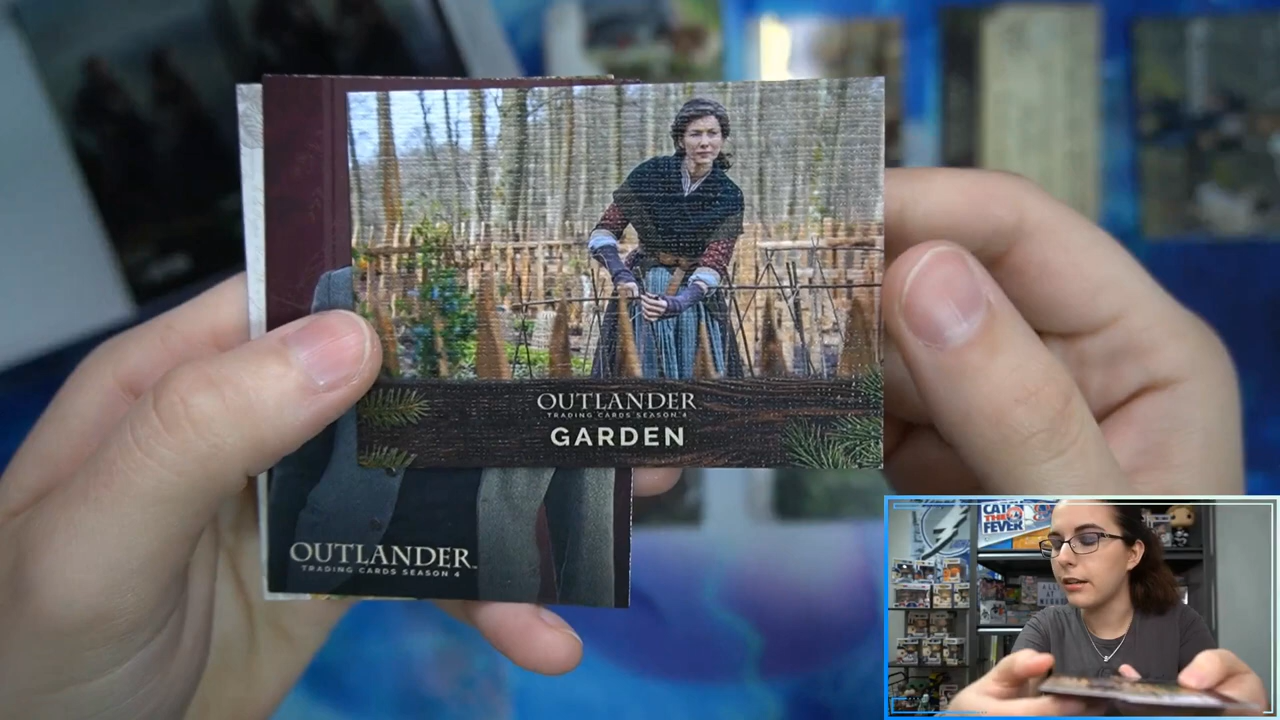 OUTLANDER
TRADING CARDS SEASON 4
GARDEN
OUTLANDER
TRADING CARDS SEASON 4
CATCH
THE
FEVER